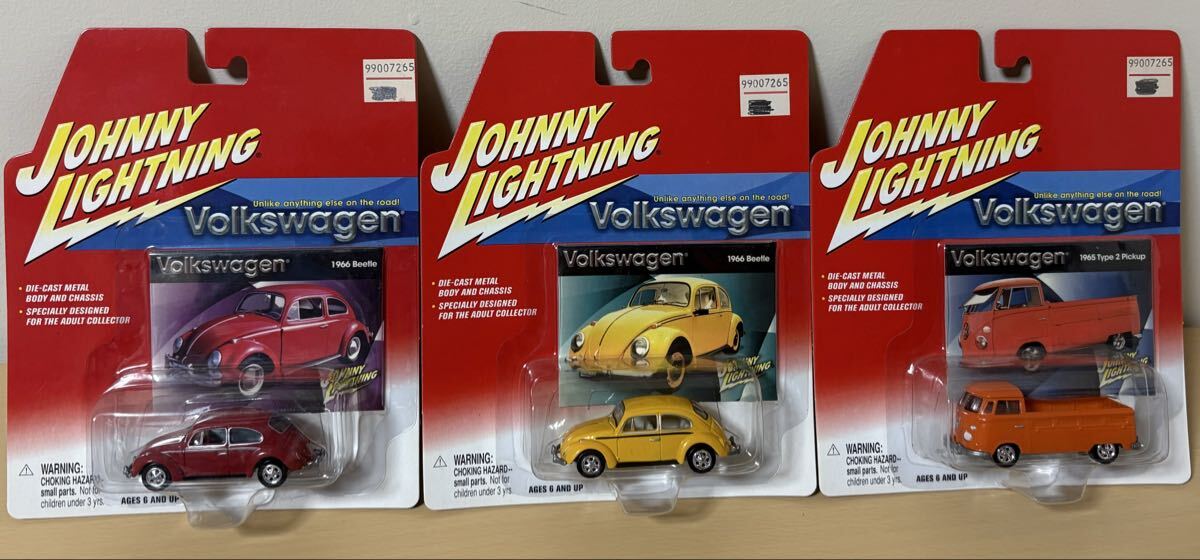 99007265
JOHNNY
LIGHTNING®
Unlike anything else on the road!
Volkswagen®
Volkswagen®
1966 Beetle
• DIE-CAST METAL
BODY AND CHASSIS
• SPECIALLY DESIGNED
FOR THE ADULT COLLECTOR
JOHNNY
LIGHTNING
WARNING:
CHOKING HAZARD--
small parts. Not for
children under 3 yrs.
AGES 6 AND UP
99007265
JOHNNY
LIGHTNING®
Unlike anything else on the road!
Volkswagen®
Volkswagen®
1966 Beetle
• DIE-CAST METAL
BODY AND CHASSIS
• SPECIALLY DESIGNED
FOR THE ADULT COLLECTOR
JOHNNY
LIGHTNING
WARNING:
CHOKING HAZARD--
small parts. Not for
children under 3 yrs.
AGES 6 AND UP
99007265
JOHNNY
LIGHTNING®
Unlike anything else on the road!
Volkswagen®
Volkswagen®
1965 Type 2 Pickup
• DIE-CAST METAL
BODY AND CHASSIS
• SPECIALLY DESIGNED
FOR THE ADULT COLLECTOR
JOHNNY
LIGHTNING
WARNING:
CHOKING HAZARD--
small parts. Not for
children under 3 yrs.
AGES 6 AND UP